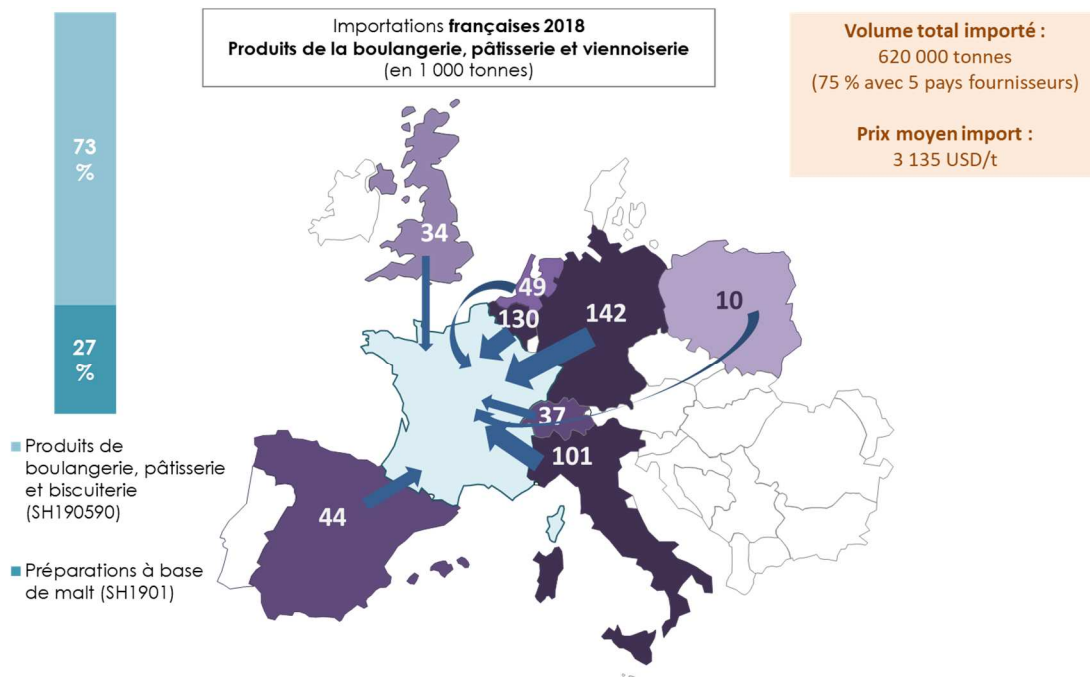 Importations françaises 2018
Produits de la boulangerie, pâtisserie et viennoiserie
(en 1 000 tonnes)
Volume total importé :
620 000 tonnes
(75 % avec 5 pays fournisseurs)
Prix moyen import :
3 135 USD/t
73
%
27
%
34
49
130
142
10
37
101
44
Produits de
boulangerie, pâtisserie
et biscuiterie
(SH190590)
Préparations à base
de malt (SH1901)